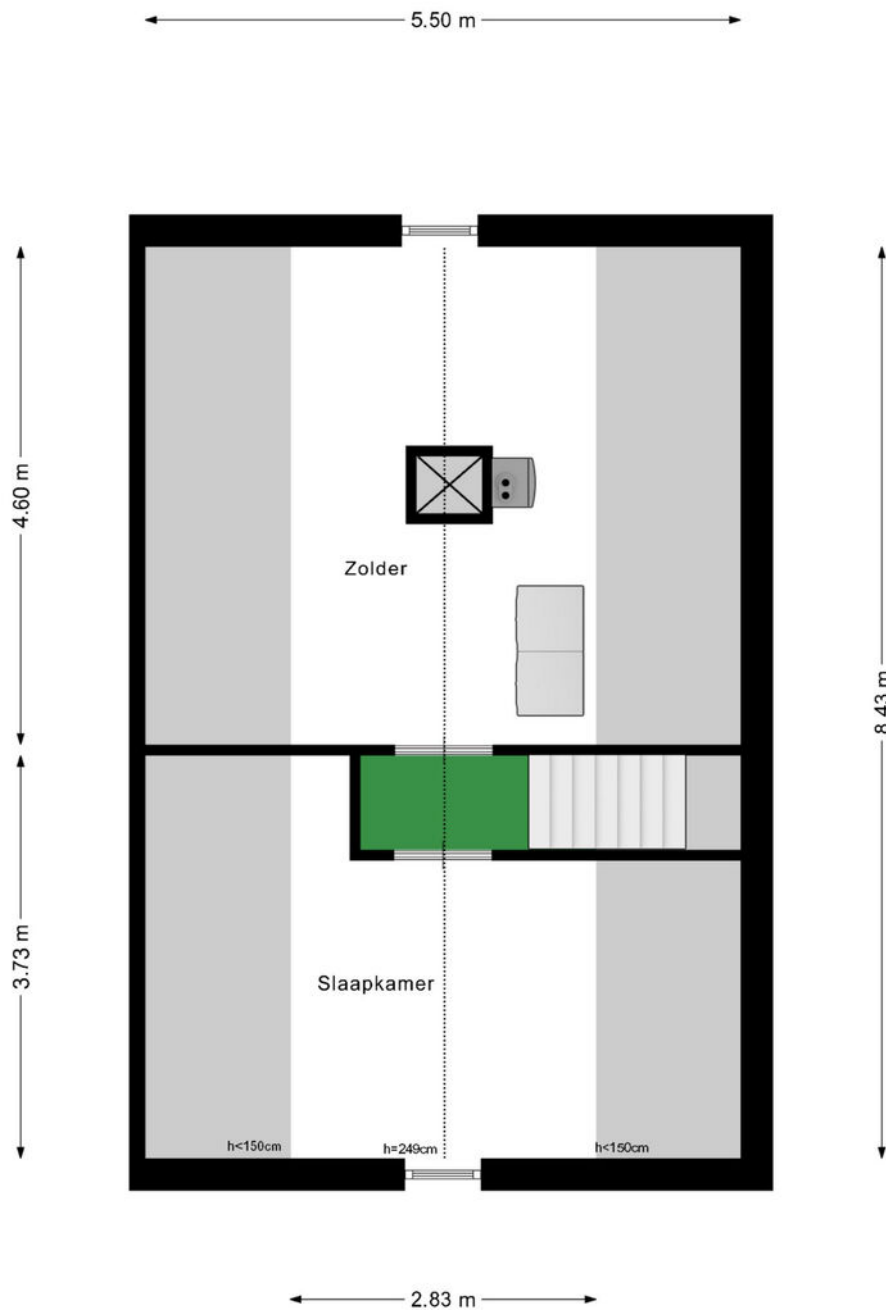 5.50 m
4.60 m
Zolder
8.43 m
3.73 m
Slaapkamer
h<150cm
h=249cm
h<150cm
2.83 m